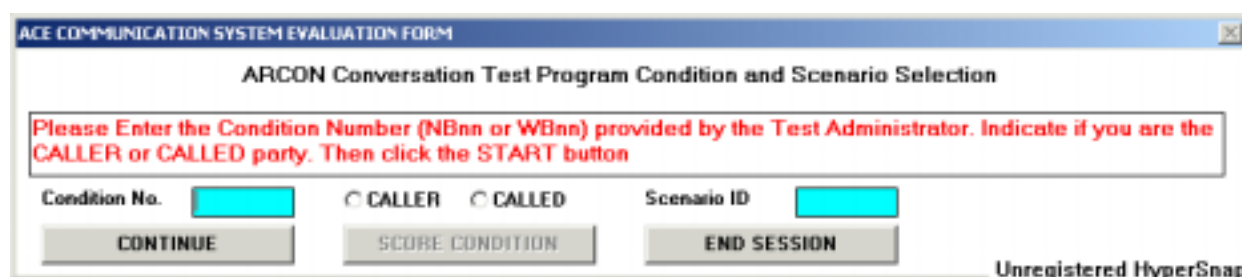 ACE COMMUNICATION SYSTEM EVALUATION FORM
ARCON Conversation Test Program Condition and Scenario Selection
Please Enter the Condition Number (NBnn or WBnn) provided by the Test Administrator. Indicate if you are the
CALLER or CALLED party. Then click the START button
Condition No. CALLER CALLED Scenario ID
CONTINUE SCORE CONDITION END SESSION
Unregistered HyperSnap